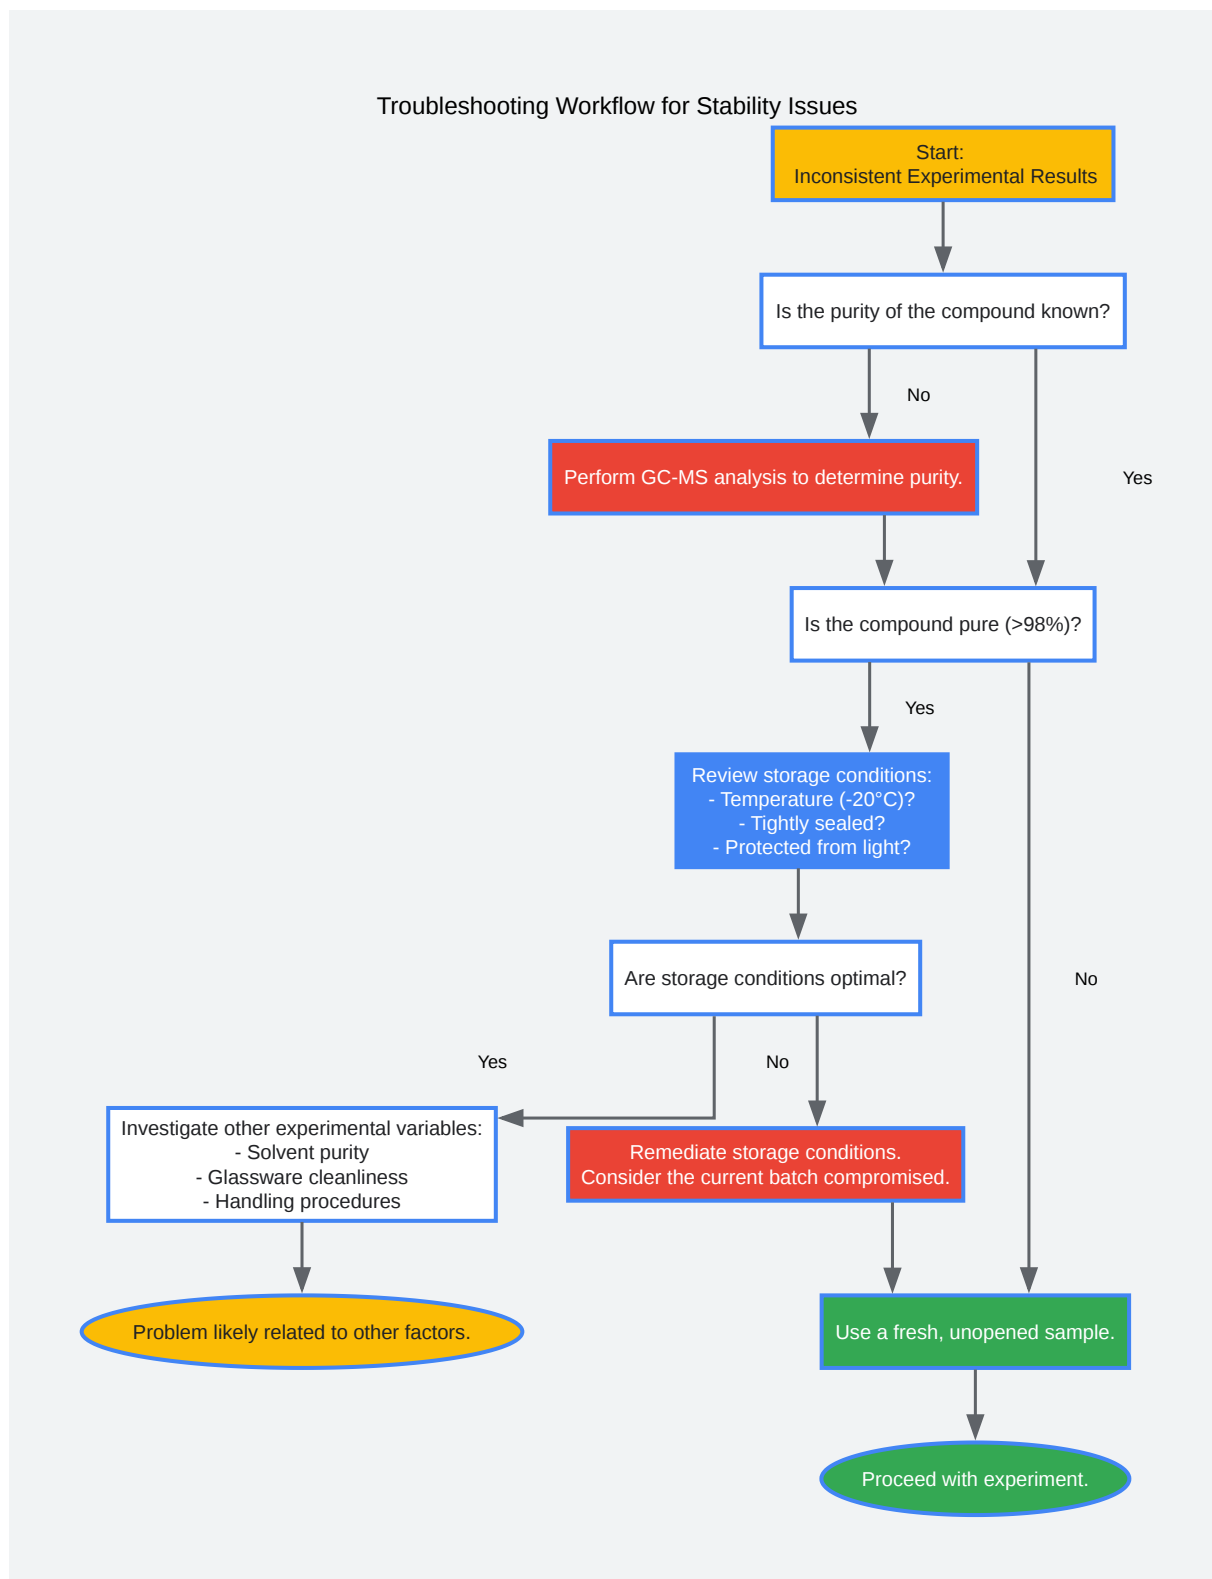 Troubleshooting Workflow for Stability Issues
Start:
Inconsistent Experimental Results
Is the purity of the compound known?
No
Perform GC-MS analysis to determine purity.
Yes
Is the compound pure (>98%)?
Yes
Review storage conditions:
- Temperature (-20°C)?
- Tightly sealed?
- Protected from light?
Are storage conditions optimal?
No
Yes
No
Investigate other experimental variables:
- Solvent purity
- Glassware cleanliness
- Handling procedures
Remediate storage conditions.
Consider the current batch compromised.
Problem likely related to other factors.
Use a fresh, unopened sample.
Proceed with experiment.